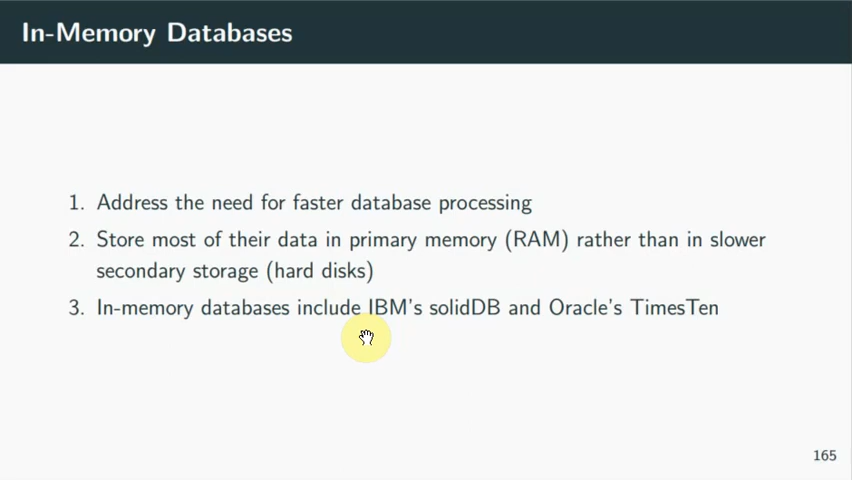 In-Memory Databases
1. Address the need for faster database processing
2. Store most of their data in primary memory (RAM) rather than in slower
secondary storage (hard disks)
3. In-memory databases include IBM's solidDB and Oracle's TimesTen
165